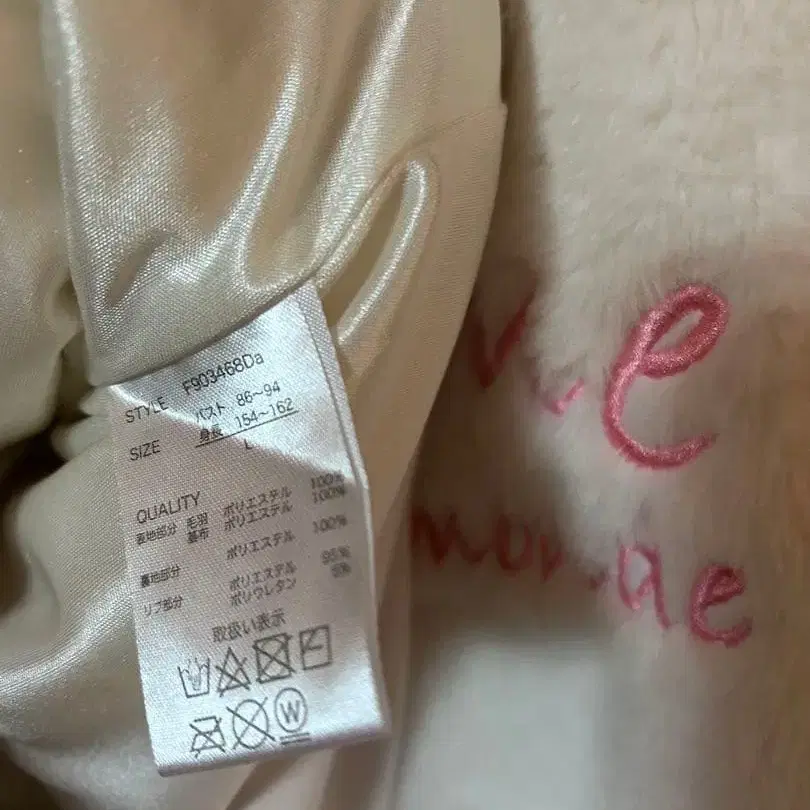 STYLE F903468Da
SIZE バスト 86～94
身長 154～162
L
QUALITY
表地部分 毛羽 ポリエステル 100%
基布 ポリエステル 100%
裏地部分 ポリエステル 100%
リブ部分 ポリエステル 95%
ポリウレタン 5%
取扱い表示
W
e